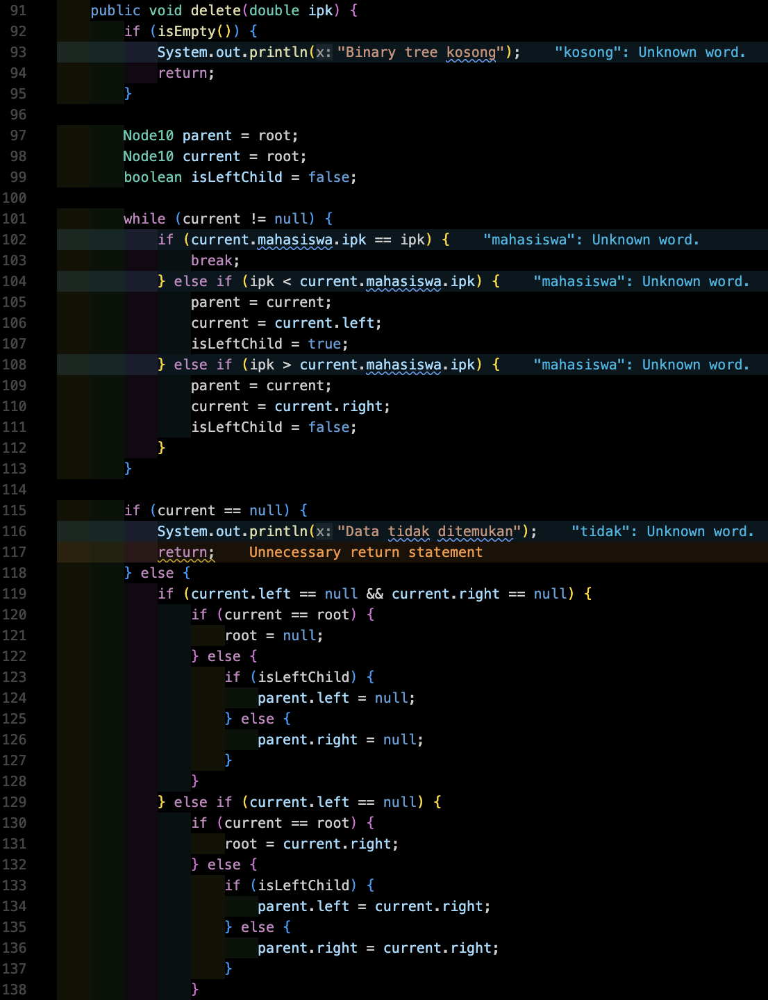 91 public void delete(double ipk) {
92 if (isEmpty()) {
93 System.out.println(x: "Binary tree kosong"); "kosong": Unknown word.
94 return;
95 }
96
97 Node10 parent = root;
98 Node10 current = root;
99 boolean isLeftChild = false;
100
101 while (current != null) {
102 if (current.mahasiswa.ipk == ipk) { "mahasiswa": Unknown word.
103 break;
104 } else if (ipk < current.mahasiswa.ipk) { "mahasiswa": Unknown word.
105 parent = current;
106 current = current.left;
107 isLeftChild = true;
108 } else if (ipk > current.mahasiswa.ipk) { "mahasiswa": Unknown word.
109 parent = current;
110 current = current.right;
111 isLeftChild = false;
112 }
113 }
114
115 if (current == null) {
116 System.out.println(x: "Data tidak ditemukan"); "tidak": Unknown word.
117 return; Unnecessary return statement
118 } else {
119 if (current.left == null && current.right == null) {
120 if (current == root) {
121 root = null;
122 } else {
123 if (isLeftChild) {
124 parent.left = null;
125 } else {
126 parent.right = null;
127 }
128 }
129 } else if (current.left == null) {
130 if (current == root) {
131 root = current.right;
132 } else {
133 if (isLeftChild) {
134 parent.left = current.right;
135 } else {
136 parent.right = current.right;
137 }
138 }